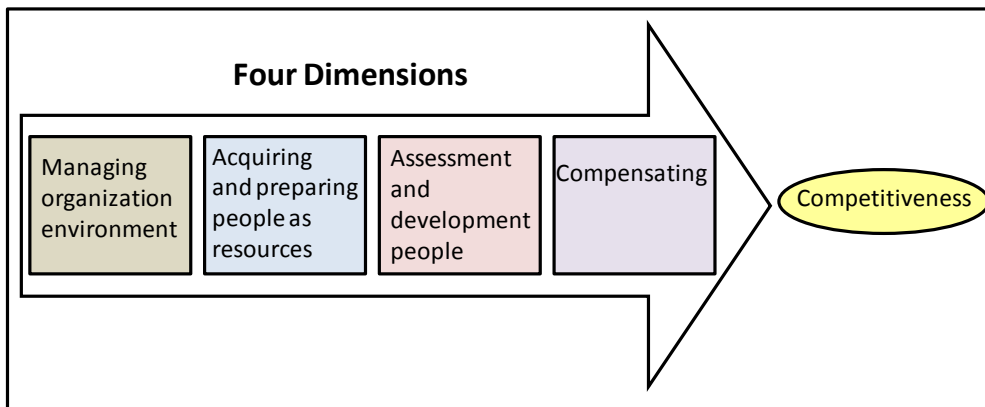 Four Dimensions
Managing
organization
environment
Acquiring
and preparing
people as
resources
Assessment
and
development
people
Compensating
Competitiveness